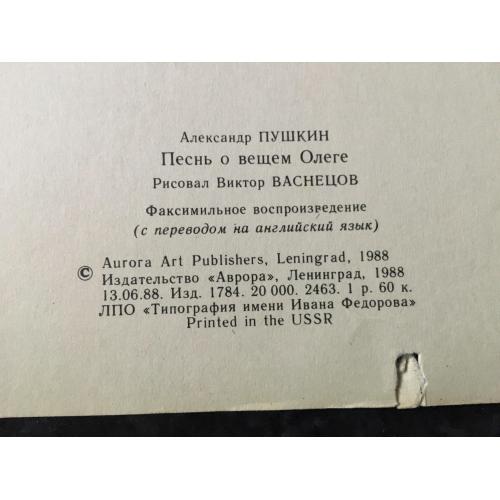 Александр ПУШКИН
Песнь о вещем Олеге
Рисовал Виктор ВАСНЕЦОВ
Факсимильное воспроизведение
(с переводом на английский язык)
© Aurora Art Publishers, Leningrad, 1988
Издательство «Аврора», Ленинград, 1988
13.06.88. Изд. 1784. 20 000. 2463. 1 р. 60 к.
ЛПО «Типография имени Ивана Федорова»
Printed in the USSR